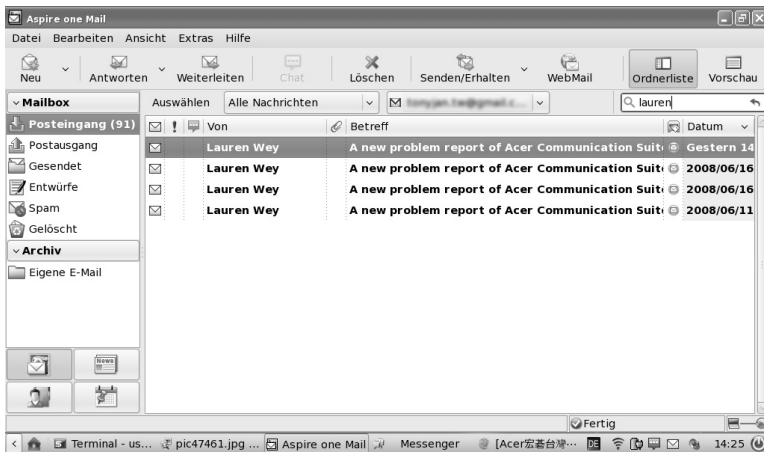 Aspire one Mail
Datei Bearbeiten Ansicht Extras Hilfe
Neu Antworten Weiterleiten Chat Löschen Senden/Erhalten WebMail Ordnerliste Vorschau
Mailbox Auswählen Alle Nachrichten lauren
Posteingang (91) ! Von Betreff Datum
Postausgang Lauren Wey A new problem report of Acer Communication Suit Gestern 14
Gesendet Lauren Wey A new problem report of Acer Communication Suit 2008/06/16
Entwürfe Lauren Wey A new problem report of Acer Communication Suit 2008/06/16
Spam Lauren Wey A new problem report of Acer Communication Suit 2008/06/11
Gelöscht
Archiv
Eigene E-Mail
News
Fertig
Terminal - us... pic47461.jpg ... Aspire one Mail Messenger [Acer宏碁台灣... DE 14:25